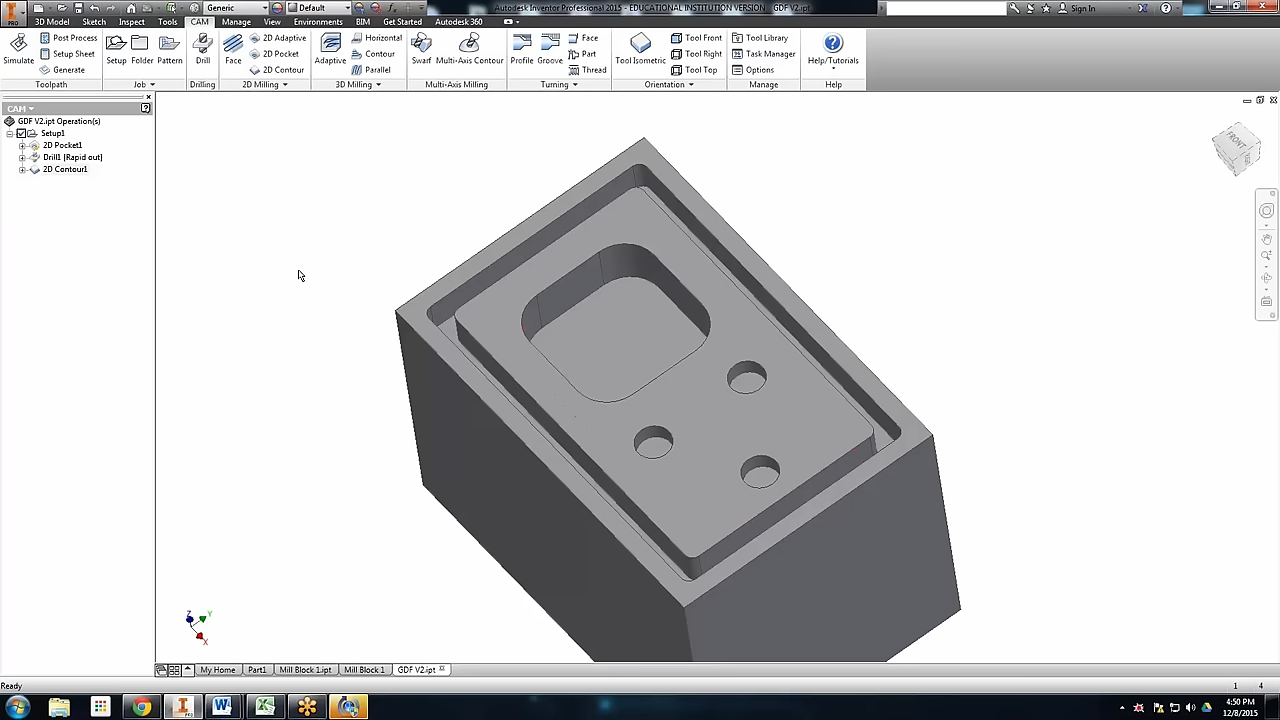 Generic
Default
Autodesk Inventor Professional 2015 - EDUCATIONAL INSTITUTION VERSION GDF V2.ipt
Sign In
PRO
3D Model
Sketch
Inspect
Tools
CAM
Manage
View
Environments
BIM
Get Started
Autodesk 360
Simulate
Post Process
Setup Sheet
Generate
Toolpath
Setup
Folder
Pattern
Job
Drill
Drilling
Face
2D Adaptive
2D Pocket
2D Contour
2D Milling
Adaptive
Horizontal
Contour
Parallel
3D Milling
Swarf
Multi-Axis Contour
Multi-Axis Milling
Profile
Groove
Face
Part
Thread
Turning
Tool Isometric
Tool Front
Tool Right
Tool Top
Orientation
Tool Library
Task Manager
Options
Manage
Help/Tutorials
Help
CAM
GDF V2.ipt Operation(s)
Setup1
2D Pocket1
Drill1 [Rapid out]
2D Contour1
FRONT
Z
Y
X
My Home
Part1
Mill Block 1.ipt
Mill Block 1
GDF V2.ipt
Ready
1
4
4:50 PM
12/8/2015